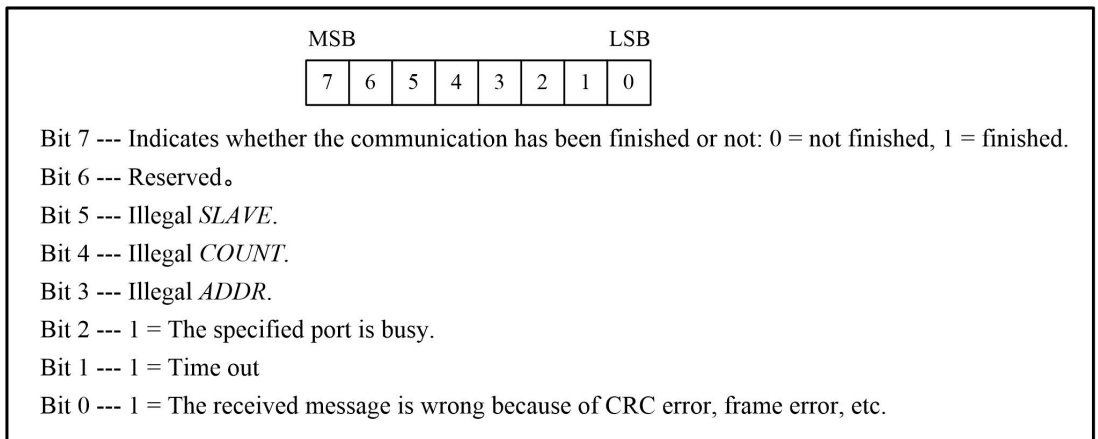 MSB LSB
7 6 5 4 3 2 1 0
Bit 7 --- Indicates whether the communication has been finished or not: 0 = not finished, 1 = finished.
Bit 6 --- Reserved。
Bit 5 --- Illegal SLAVE.
Bit 4 --- Illegal COUNT.
Bit 3 --- Illegal ADDR.
Bit 2 --- 1 = The specified port is busy.
Bit 1 --- 1 = Time out
Bit 0 --- 1 = The received message is wrong because of CRC error, frame error, etc.